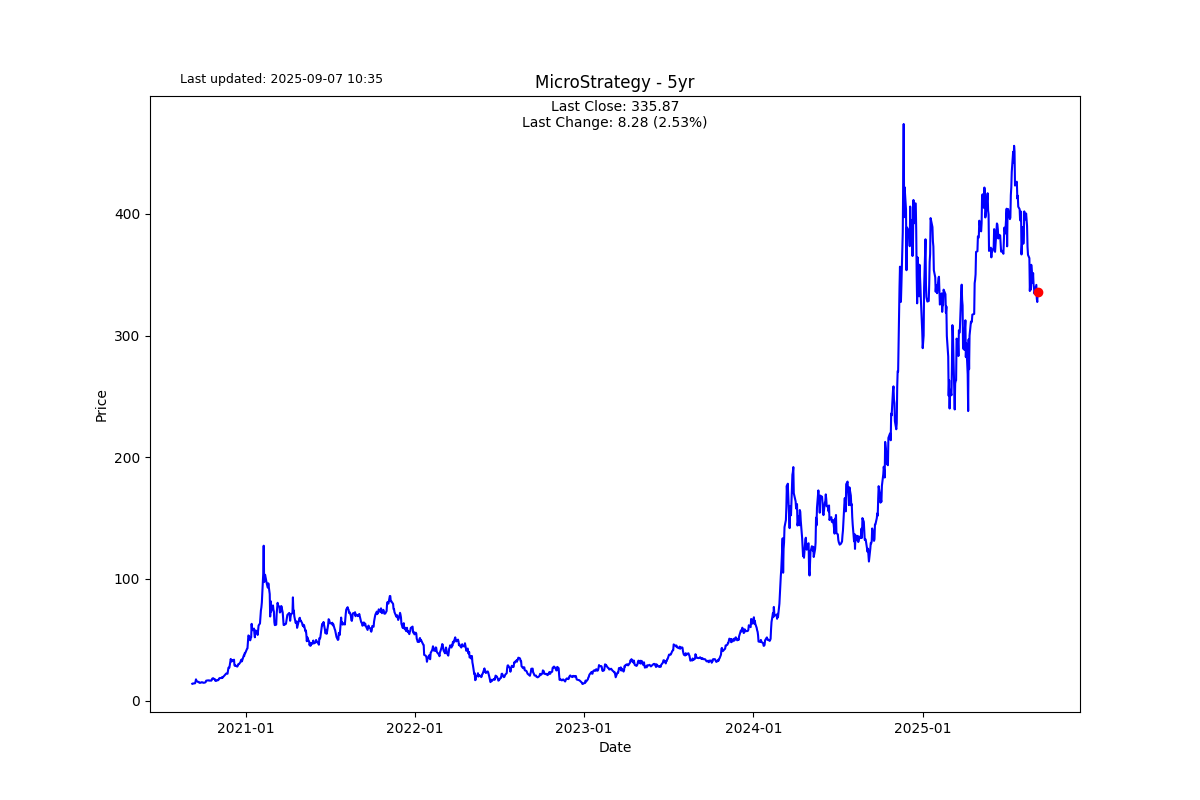 Last updated: 2025-09-07 10:35
MicroStrategy - 5yr
Last Close: 335.87
Last Change: 8.28 (2.53%)
400
300
200
100
0
Price
2021-01
2022-01
2023-01
2024-01
2025-01
Date